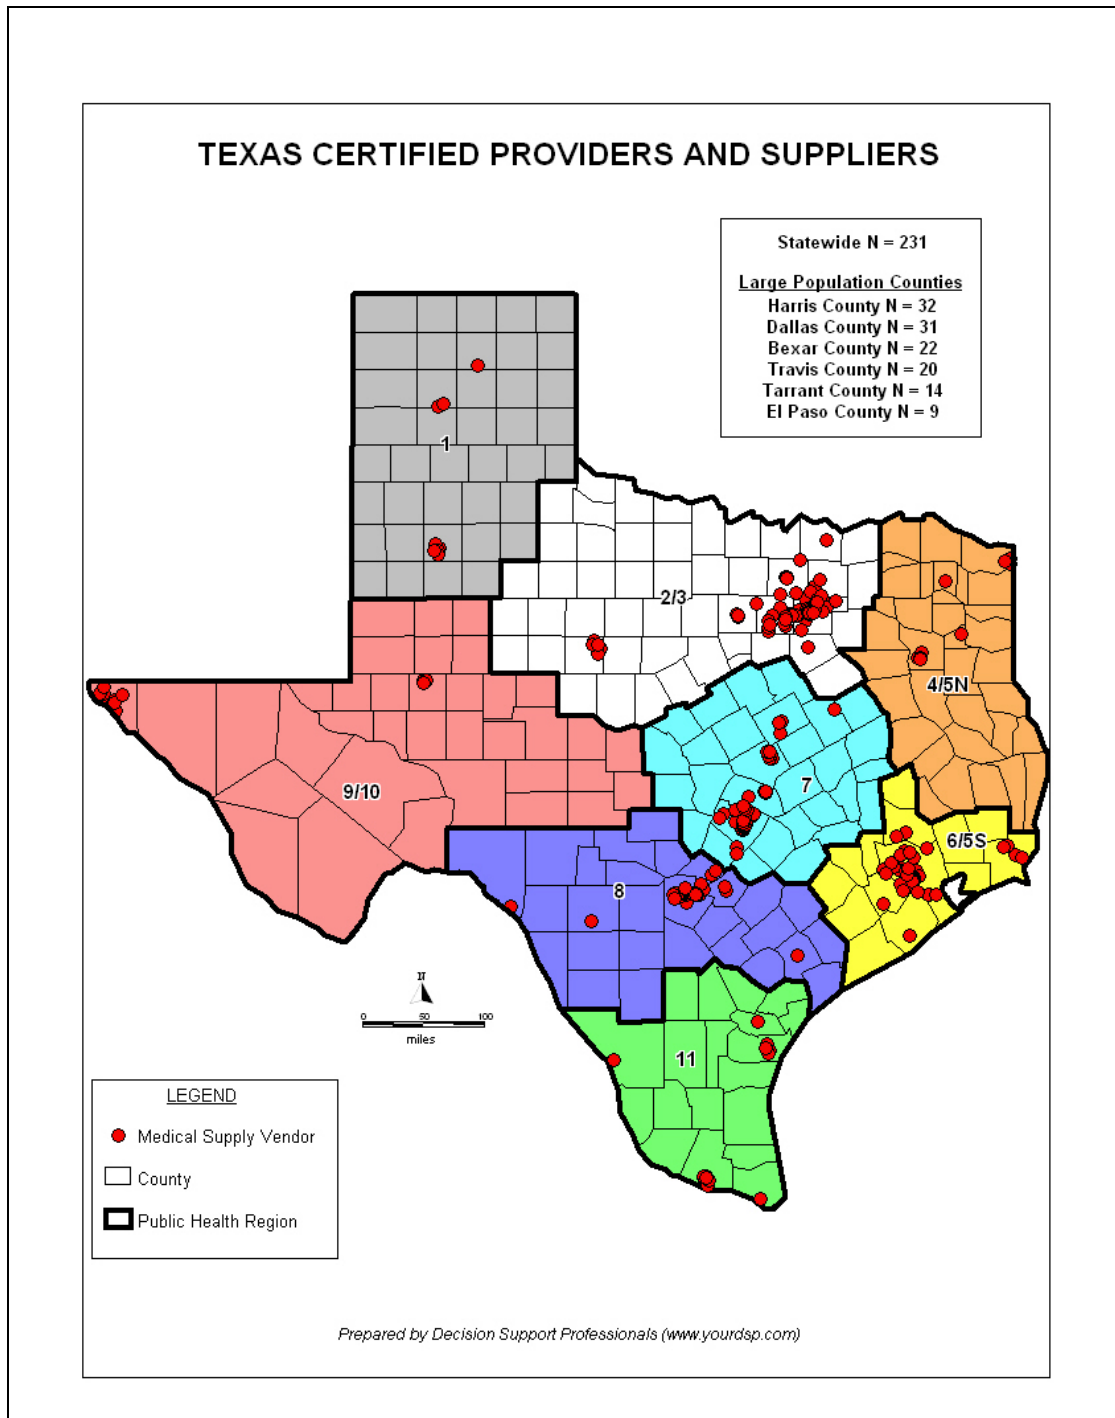 TEXAS CERTIFIED PROVIDERS AND SUPPLIERS
Statewide N = 231
Large Population Counties
Harris County N = 32
Dallas County N = 31
Bexar County N = 22
Travis County N = 20
Tarrant County N = 14
El Paso County N = 9
1
2/3
4/5N
9/10
7
6/5S
8
11
N
0 50 100
miles
LEGEND
Medical Supply Vendor
County
Public Health Region
Prepared by Decision Support Professionals (www.yourdsp.com)